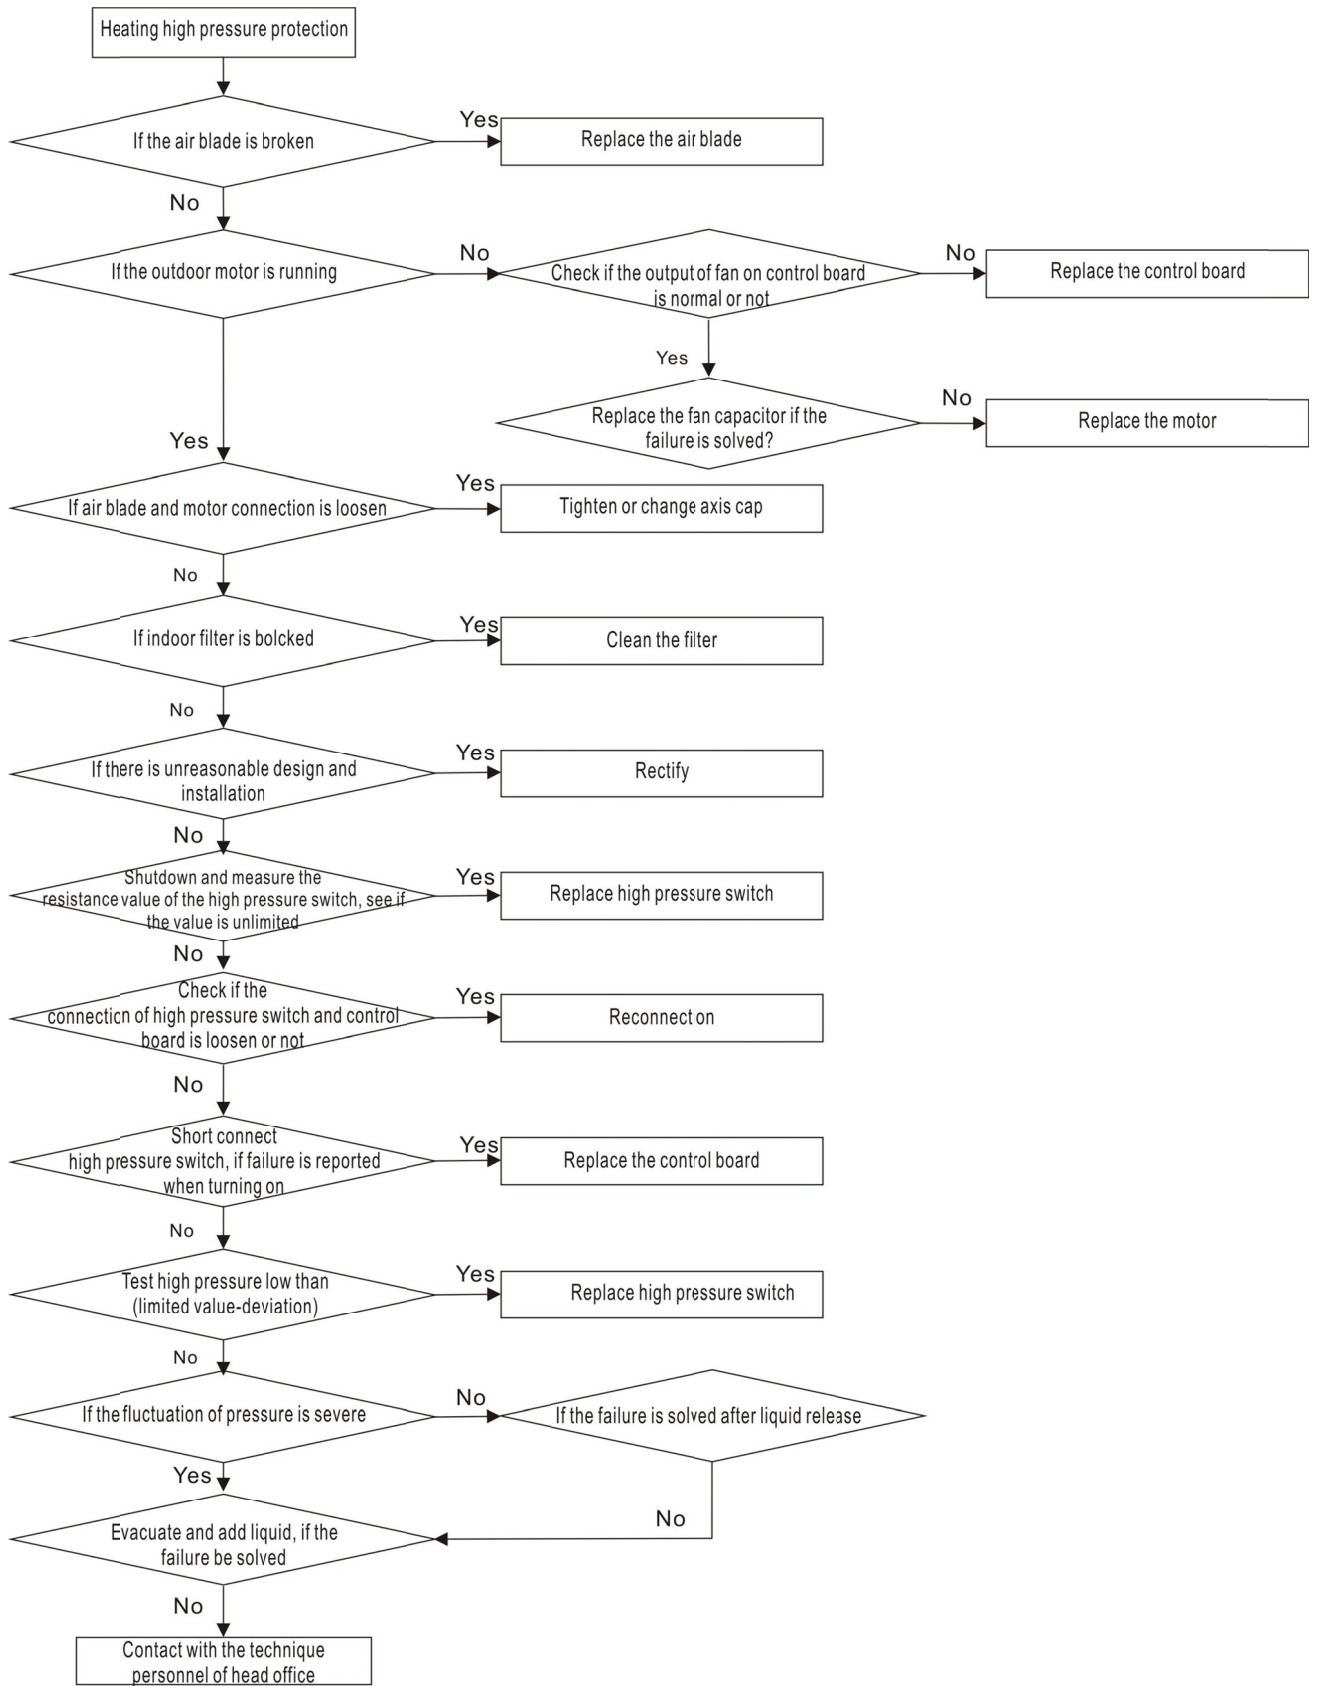 Heating high pressure protection
If the air blade is broken
Yes
Replace the air blade
No
If the outdoor motor is running
No
Check if the output of fan on control board
is normal or not
No
Replace the control board
Yes
Replace the fan capacitor if the
failure is solved?
No
Replace the motor
Yes
If air blade and motor connection is loosen
Yes
Tighten or change axis cap
No
If indoor filter is bolcked
Yes
Clean the filter
No
If there is unreasonable design and
installation
Yes
Rectify
No
Shutdown and measure the
resistance value of the high pressure switch, see if
the value is unlimited
Yes
Replace high pressure switch
No
Check if the
connection of high pressure switch and control
board is loosen or not
Yes
Reconnect on
No
Short connect
high pressure switch, if failure is reported
when turning on
Yes
Replace the control board
No
Test high pressure low than
(limited value-deviation)
Yes
Replace high pressure switch
No
If the fluctuation of pressure is severe
No
If the failure is solved after liquid release
Yes
No
Evacuate and add liquid, if the
failure be solved
No
Contact with the technique
personnel of head office